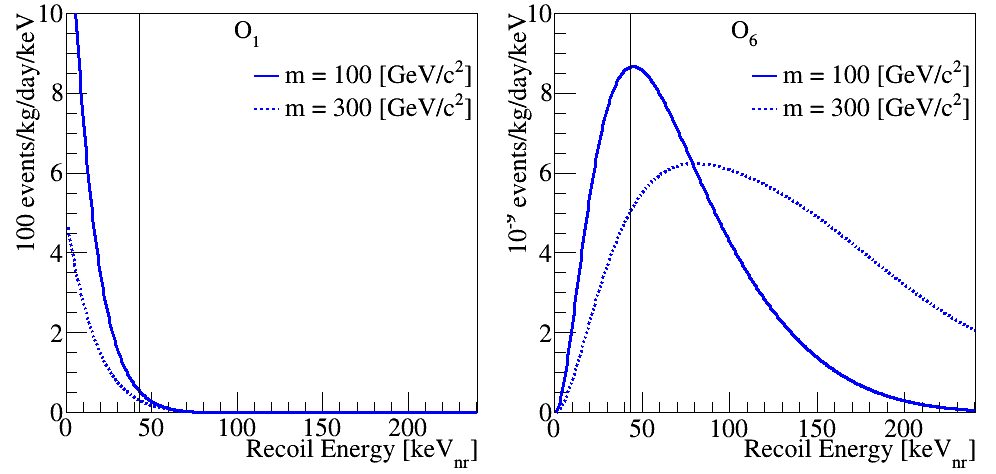 O₁
m = 100 [GeV/c²]
m = 300 [GeV/c²]
100 events/kg/day/keV
10
8
6
4
2
0
0 50 100 150 200
Recoil Energy [keVₙᵣ]
O₆
m = 100 [GeV/c²]
m = 300 [GeV/c²]
10⁻⁹ events/kg/day/keV
10
8
6
4
2
0
0 50 100 150 200
Recoil Energy [keVₙᵣ]